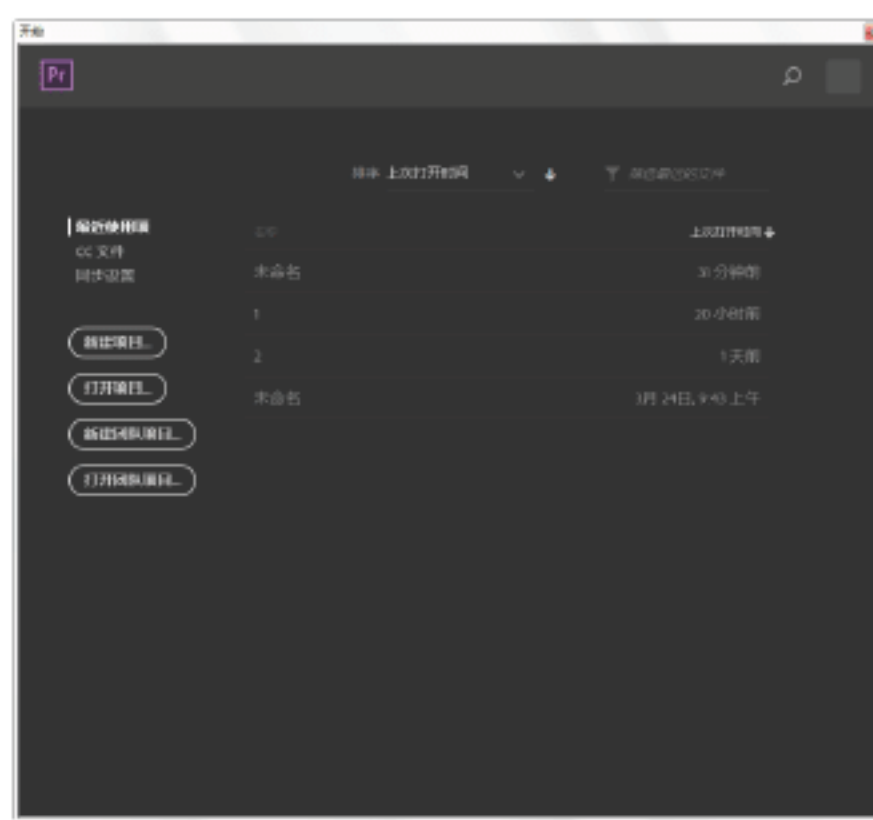 开始
Pr
排序 上次打开时间
筛选最近的文件
最近使用项
CC 文件
同步设置
名称 上次打开时间
未命名 31 分钟前
1 20 小时前
2 1 天前
未命名 3月 24日, 9:43 上午
新建项目...
打开项目...
新建团队项目...
打开团队项目...